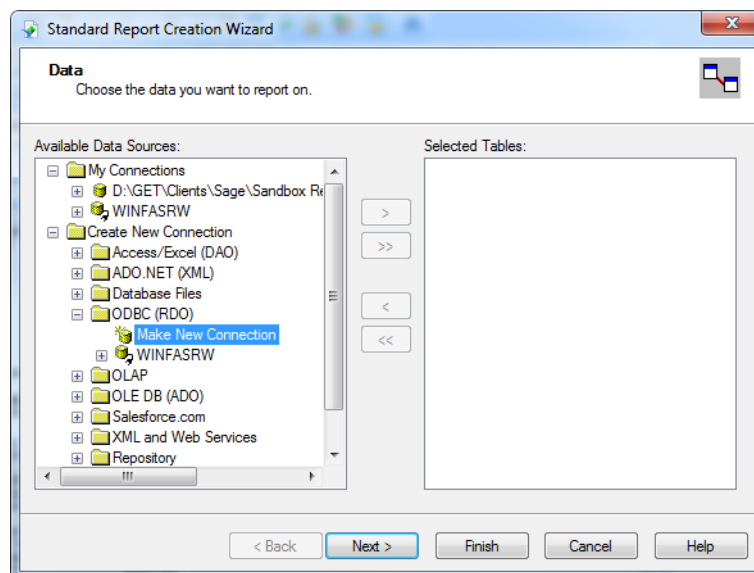 Standard Report Creation Wizard
Data
Choose the data you want to report on.
Available Data Sources:
Selected Tables:
My Connections
D:\GET\Clients\Sage\Sandbox Re
WINFASRW
Create New Connection
Access/Excel (DAO)
ADO.NET (XML)
Database Files
ODBC (RDO)
Make New Connection
WINFASRW
OLAP
OLE DB (ADO)
Salesforce.com
XML and Web Services
Repository
>
>>
<
<<
< Back
Next >
Finish
Cancel
Help